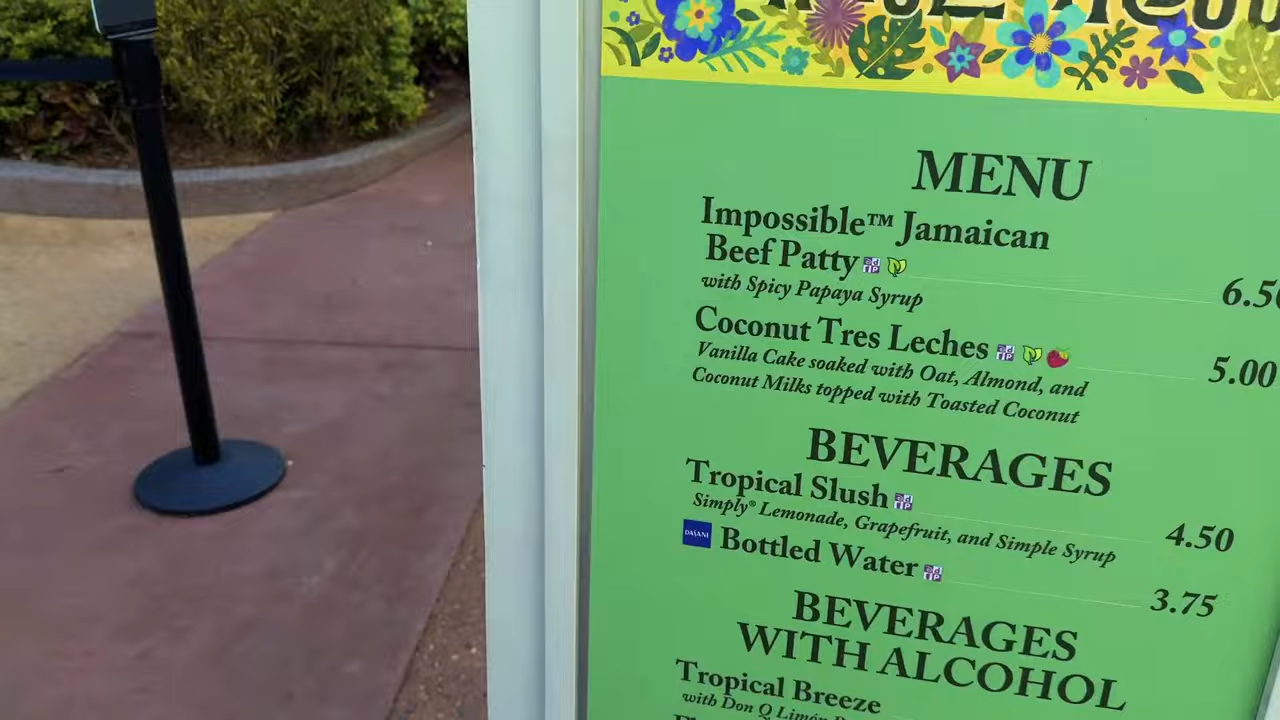 MENU
Impossible™ Jamaican
Beef Patty
6.50
with Spicy Papaya Syrup
Coconut Tres Leches
5.00
Vanilla Cake soaked with Oat, Almond, and
Coconut Milks topped with Toasted Coconut
BEVERAGES
Tropical Slush
4.50
Simply® Lemonade, Grapefruit, and Simple Syrup
DASANI Bottled Water
3.75
BEVERAGES
WITH ALCOHOL
Tropical Breeze
with Don Q Limón